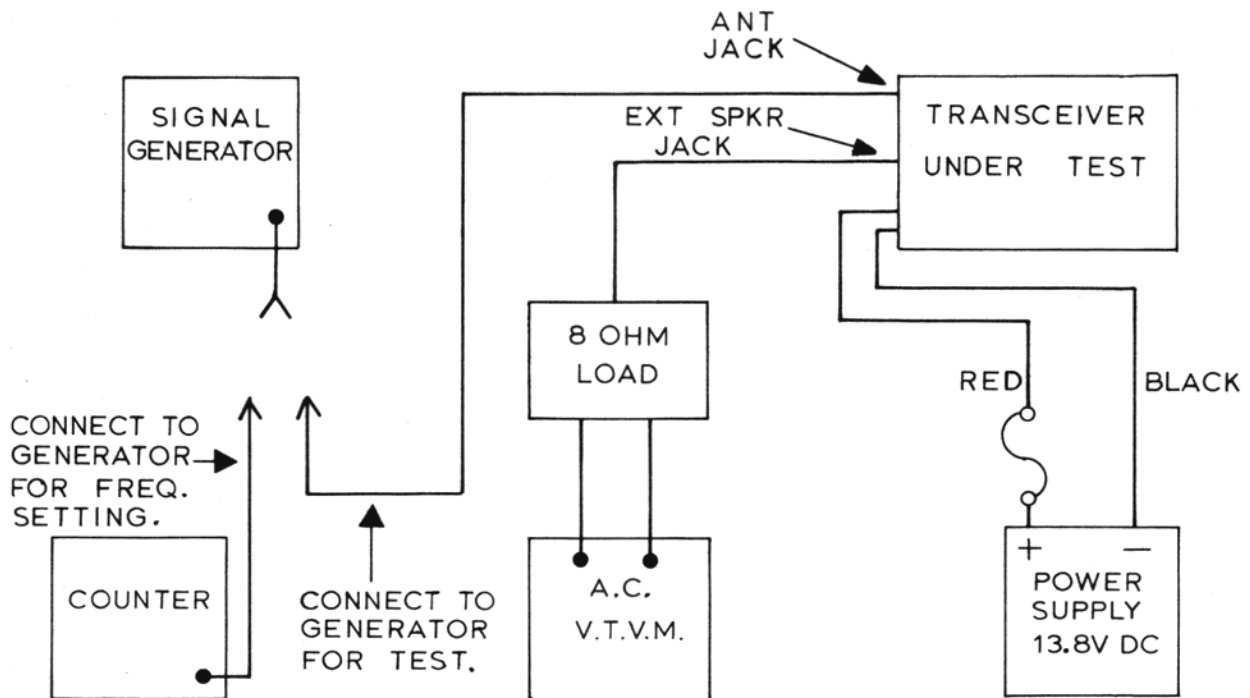 ANT
JACK
SIGNAL
GENERATOR
EXT SPKR
JACK
TRANSCEIVER
UNDER TEST
8 OHM
LOAD
RED
BLACK
CONNECT TO
GENERATOR
FOR FREQ.
SETTING.
COUNTER
CONNECT TO
GENERATOR
FOR TEST.
A.C.
V.T.V.M.
+ —
POWER
SUPPLY
13.8V DC